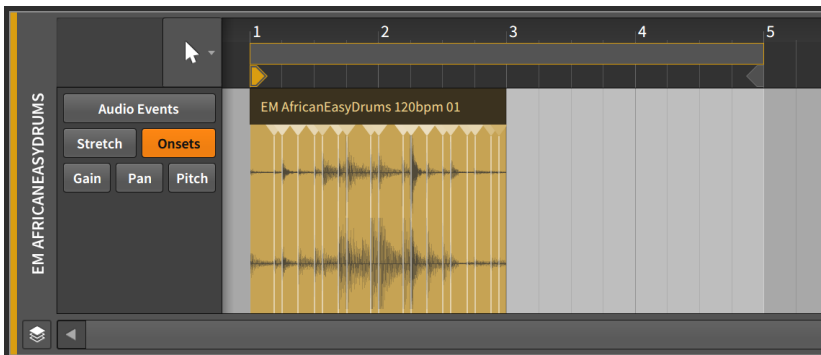 1 2 3 4 5
EM AFRICANEASYDRUMS
Audio Events
Stretch Onsets
Gain Pan Pitch
EM AfricanEasyDrums 120bpm 01